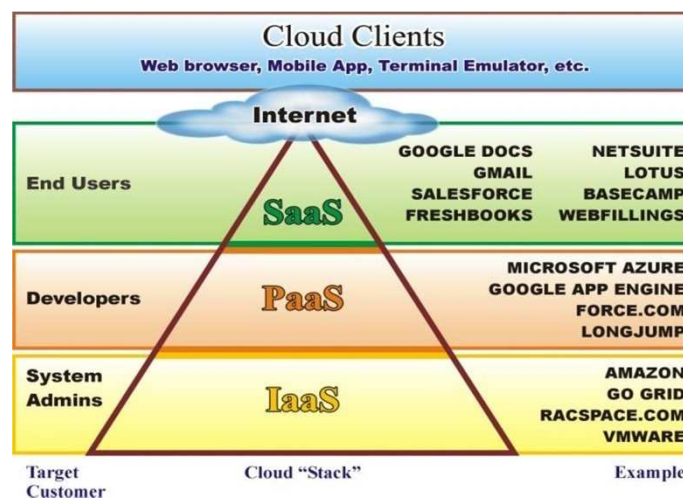 Cloud Clients
Web browser, Mobile App, Terminal Emulator, etc.
Internet
End Users
SaaS
GOOGLE DOCS
GMAIL
SALESFORCE
FRESHBOOKS
NETSUITE
LOTUS
BASECAMP
WEBFILLINGS
Developers
PaaS
MICROSOFT AZURE
GOOGLE APP ENGINE
FORCE.COM
LONGJUMP
System
Admins
IaaS
AMAZON
GO GRID
RACSPACE.COM
VMWARE
Target
Customer
Cloud “Stack”
Example